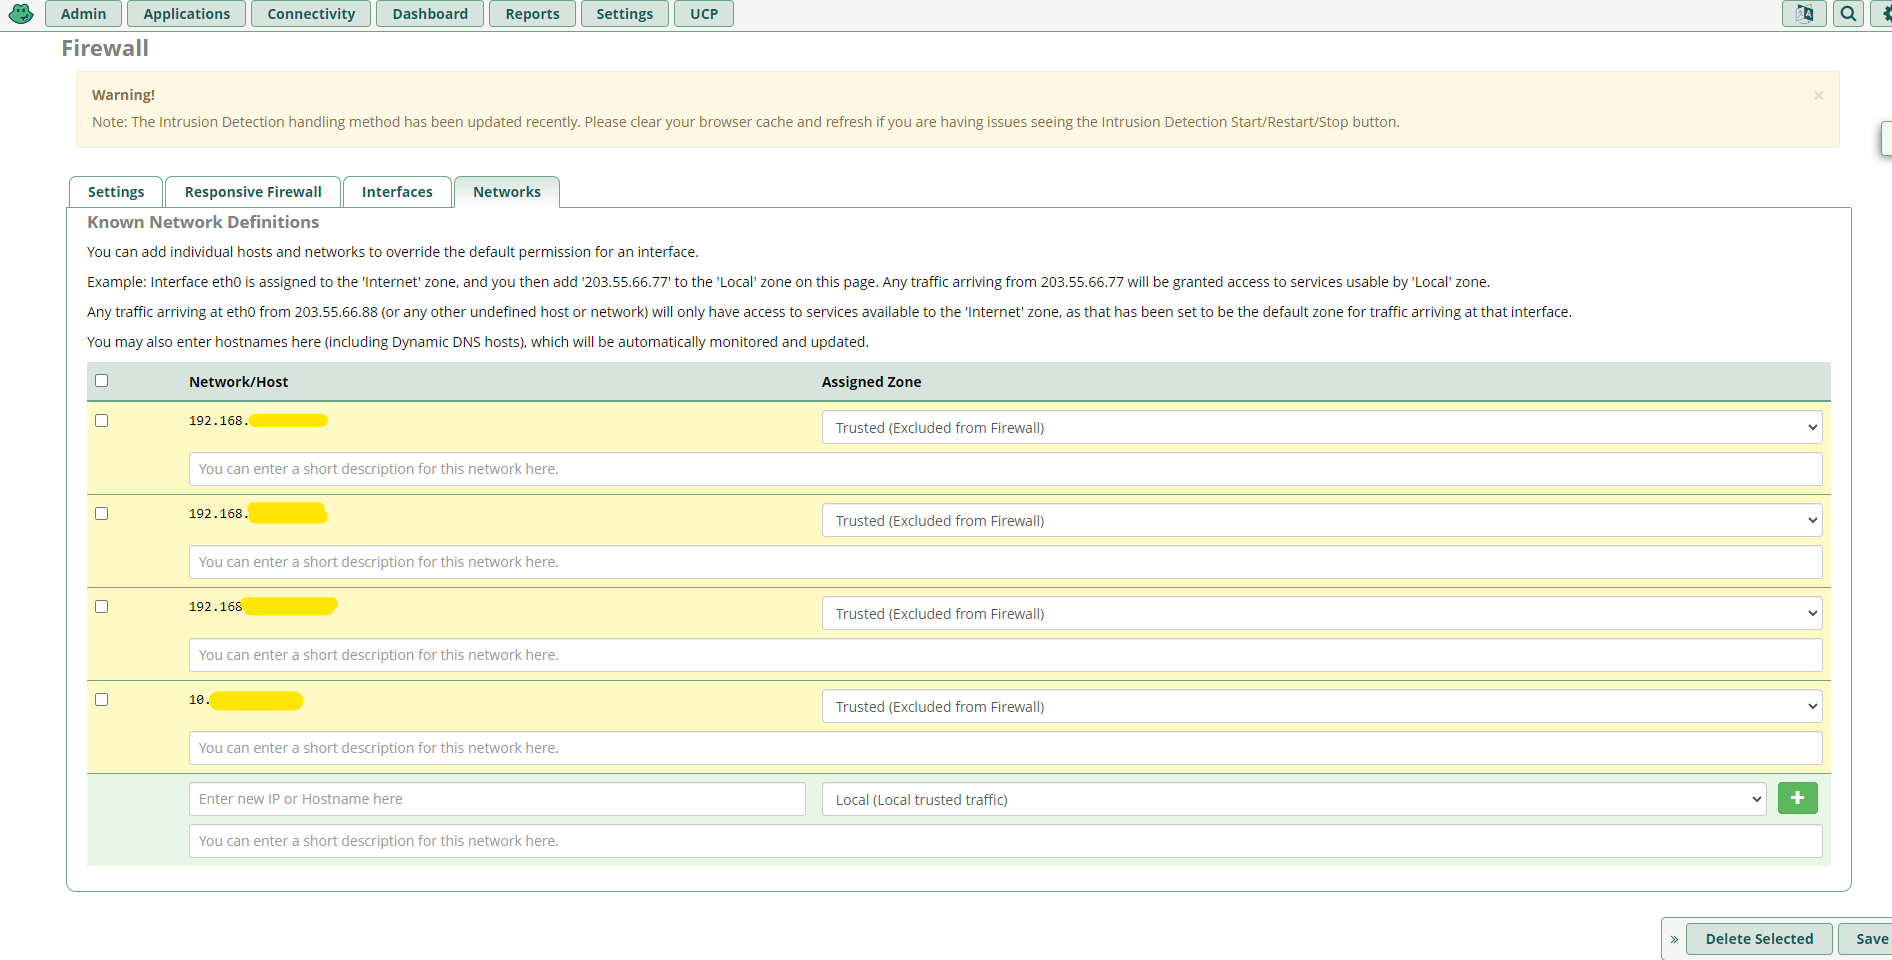 Admin Applications Connectivity Dashboard Reports Settings UCP
Firewall
Warning!
×
Note: The Intrusion Detection handling method has been updated recently. Please clear your browser cache and refresh if you are having issues seeing the Intrusion Detection Start/Restart/Stop button.
Settings Responsive Firewall Interfaces Networks
Known Network Definitions
You can add individual hosts and networks to override the default permission for an interface.
Example: Interface eth0 is assigned to the 'Internet' zone, and you then add '203.55.66.77' to the 'Local' zone on this page. Any traffic arriving from 203.55.66.77 will be granted access to services usable by 'Local' zone.
Any traffic arriving at eth0 from 203.55.66.88 (or any other undefined host or network) will only have access to services available to the 'Internet' zone, as that has been set to be the default zone for traffic arriving at that interface.
You may also enter hostnames here (including Dynamic DNS hosts), which will be automatically monitored and updated.
Network/Host Assigned Zone
192.168. Trusted (Excluded from Firewall)
You can enter a short description for this network here.
192.168. Trusted (Excluded from Firewall)
You can enter a short description for this network here.
192.168 Trusted (Excluded from Firewall)
You can enter a short description for this network here.
10. Trusted (Excluded from Firewall)
You can enter a short description for this network here.
Enter new IP or Hostname here Local (Local trusted traffic) +
You can enter a short description for this network here.
» Delete Selected Save